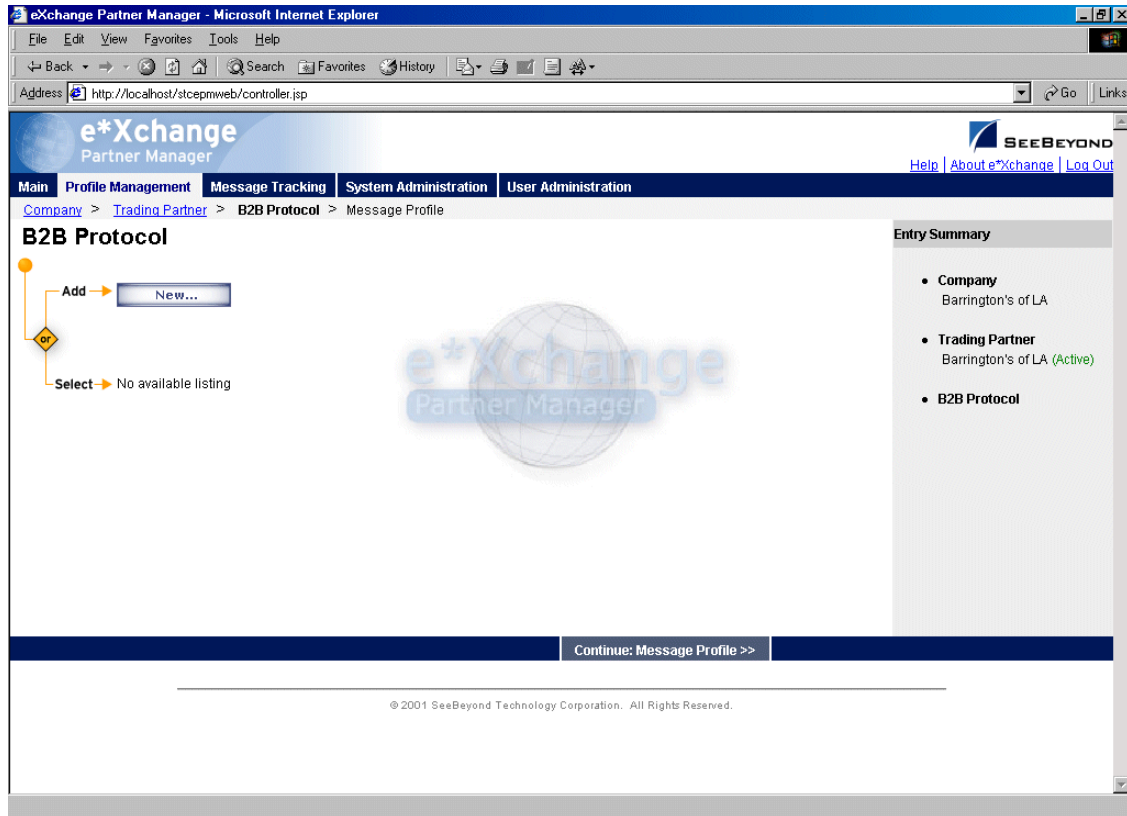 eXchange Partner Manager - Microsoft Internet Explorer
File Edit View Favorites Tools Help
Back Search Favorites History
Address http://localhost/stcepmweb/controller.jsp Go Links
e*Xchange
Partner Manager
SEEBEYOND
Help | About e*Xchange | Log Out
Main Profile Management Message Tracking System Administration User Administration
Company > Trading Partner > B2B Protocol > Message Profile
B2B Protocol
Add New...
or
Select No available listing
e*Xchange
Partner Manager
Entry Summary
• Company
Barrington's of LA
• Trading Partner
Barrington's of LA (Active)
• B2B Protocol
Continue: Message Profile >>
© 2001 SeeBeyond Technology Corporation. All Rights Reserved.